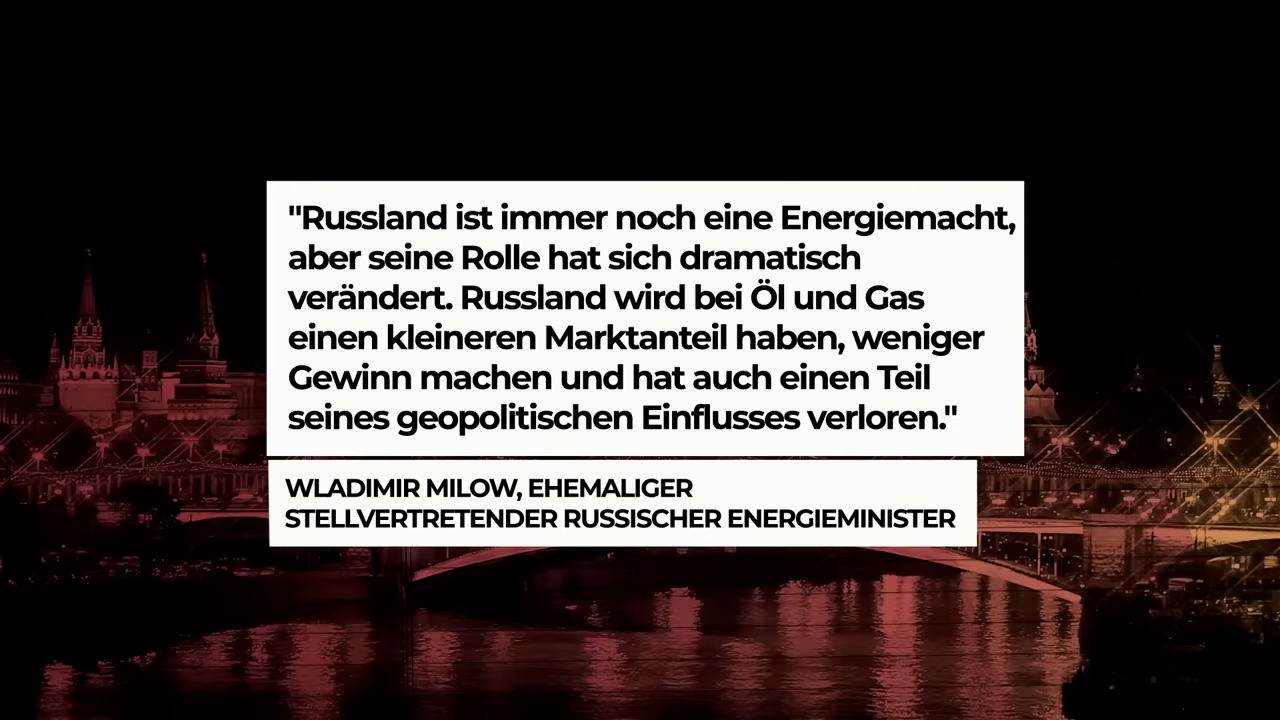 "Russland ist immer noch eine Energiemacht,
aber seine Rolle hat sich dramatisch
verändert. Russland wird bei Öl und Gas
einen kleineren Marktanteil haben, weniger
Gewinn machen und hat auch einen Teil
seines geopolitischen Einflusses verloren."
WLADIMIR MILOW, EHEMALIGER
STELLVERTRETENDER RUSSISCHER ENERGIEMINISTER